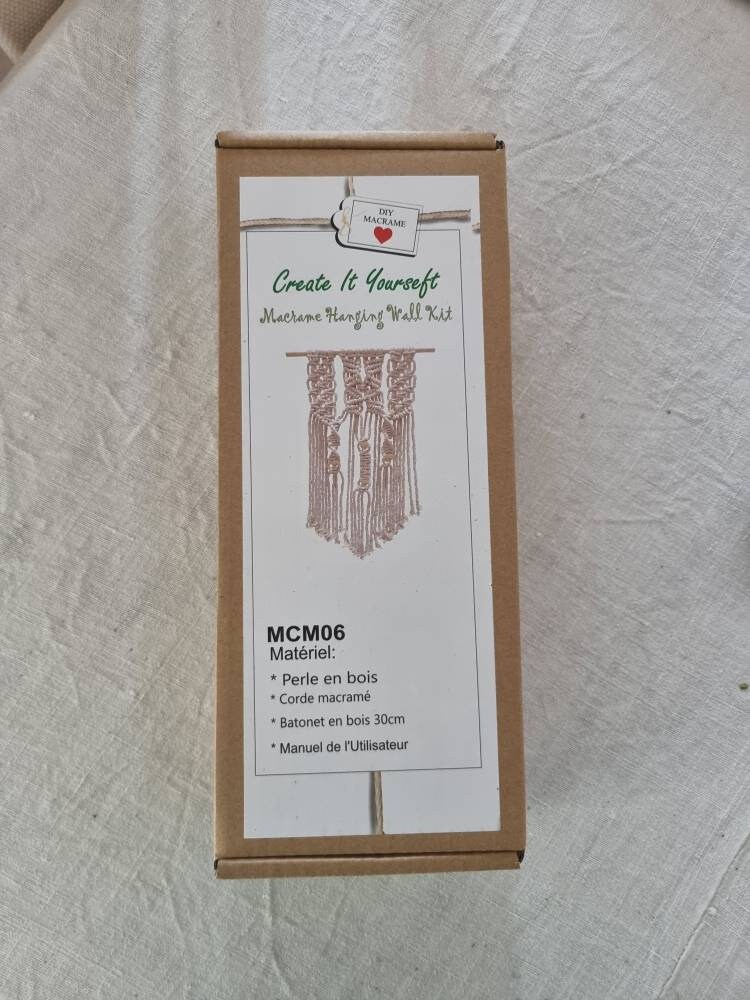 DIY
MACRAME
Create It Yourseft
Macrame Hanging Wall Kit
MCM06
Matériel:
* Perle en bois
* Corde macramé
* Batonet en bois 30cm
* Manuel de l'Utilisateur